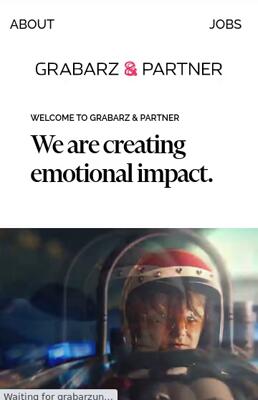 ABOUT JOBS
GRABARZ & PARTNER
WELCOME TO GRABARZ & PARTNER
We are creating
emotional impact.
Waiting for grabarzun...